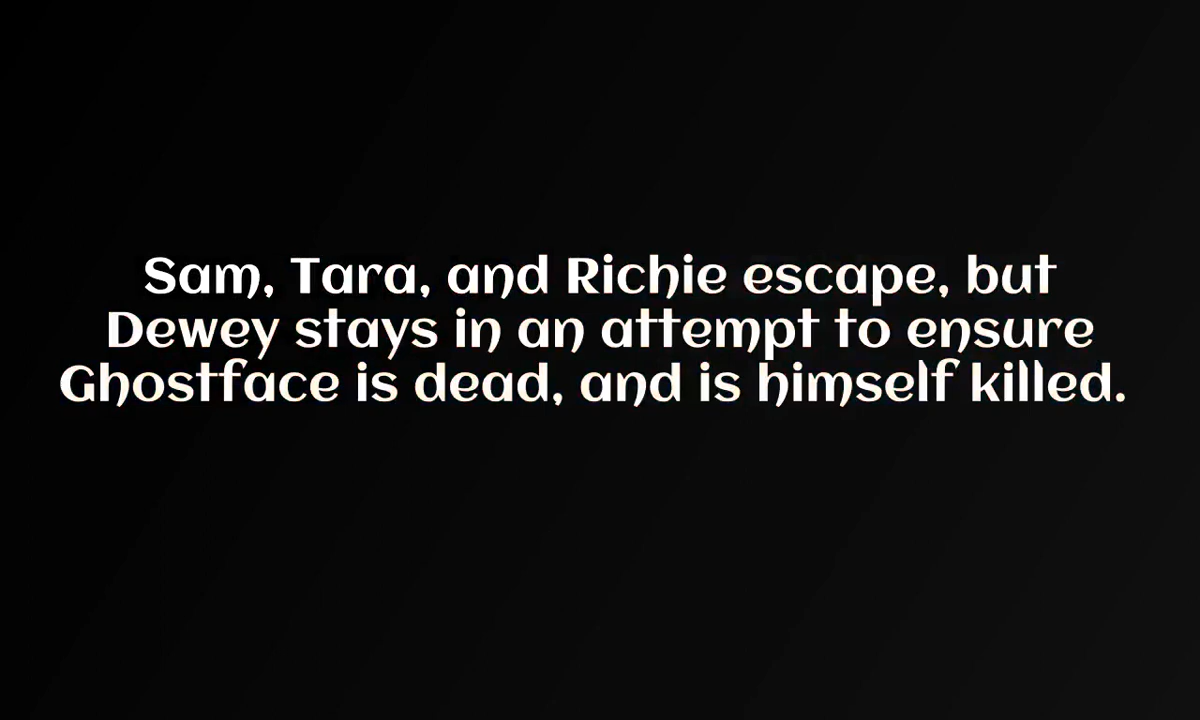 Sam, Tara, and Richie escape, but
Dewey stays in an attempt to ensure
Ghostface is dead, and is himself killed.